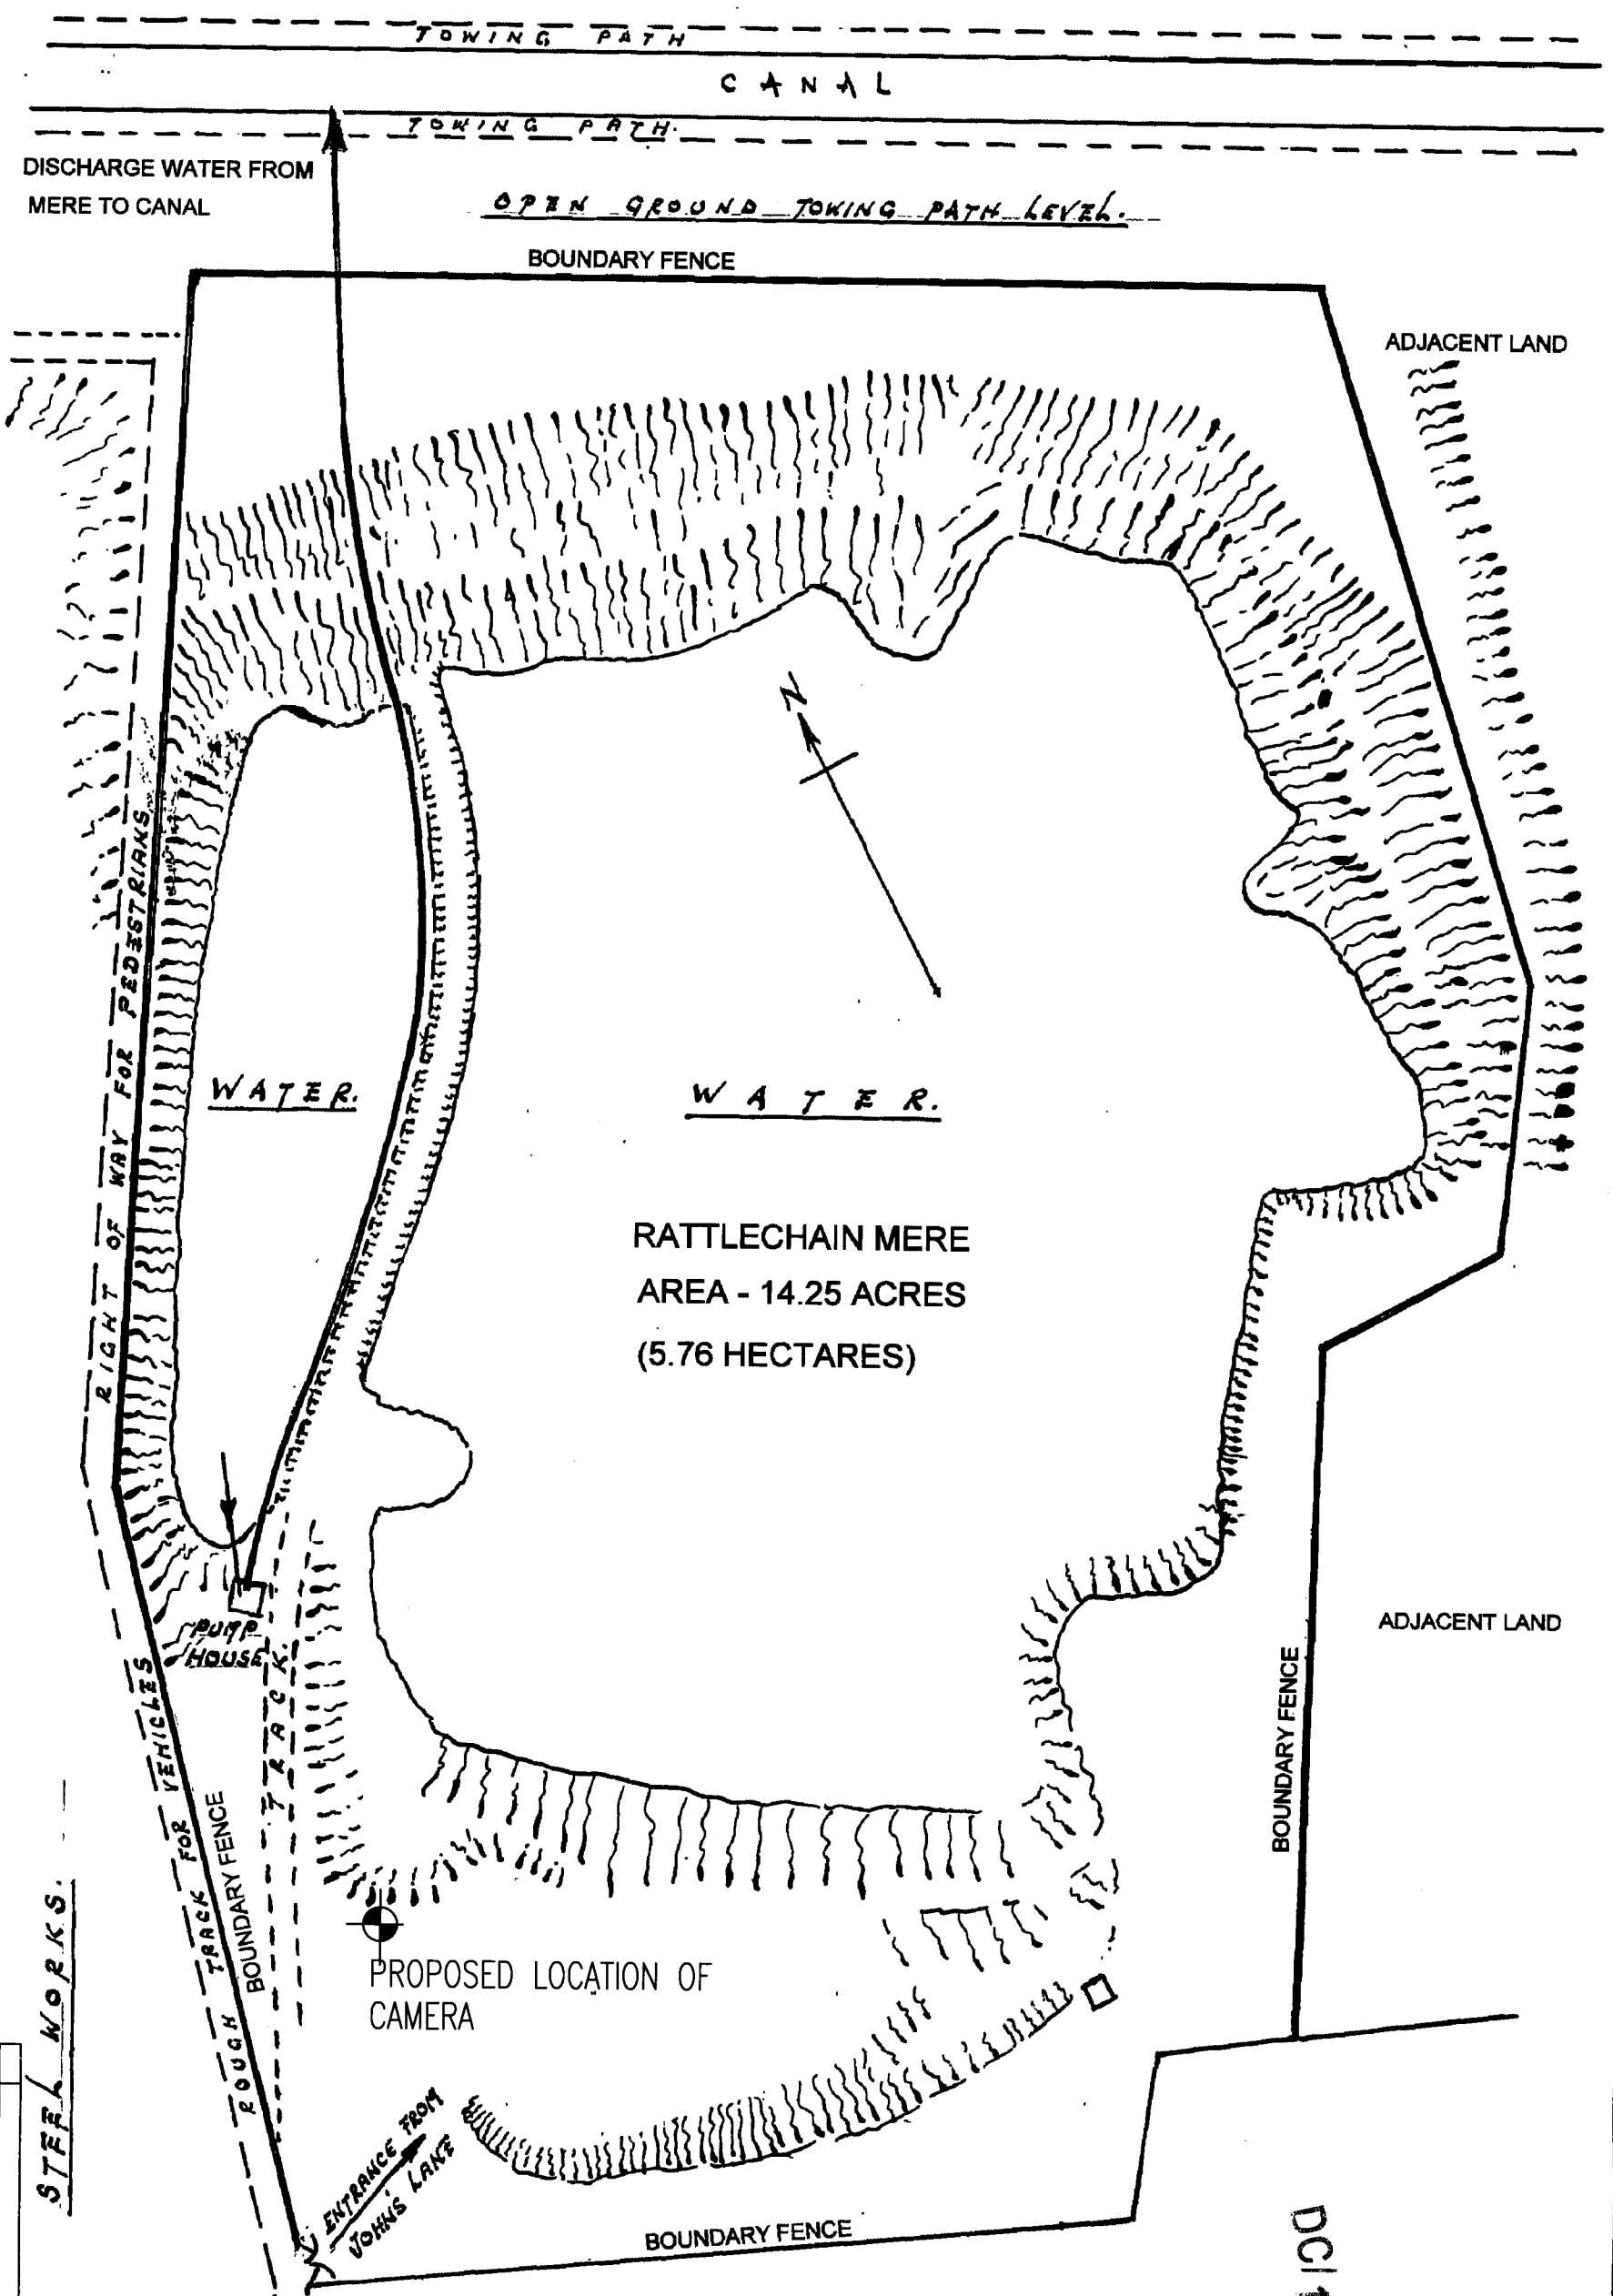 TOWING PATH
CANAL
TOWING PATH.
DISCHARGE WATER FROM
MERE TO CANAL
OPEN GROUND TOWING PATH LEVEL.
BOUNDARY FENCE
ADJACENT LAND
N
RIGHT OF WAY FOR PEDESTRIANS
WATER.
WATER.
RATTLECHAIN MERE
AREA - 14.25 ACRES
(5.76 HECTARES)
PUMP
HOUSE
TRACK.
ADJACENT LAND
BOUNDARY FENCE
ROUGH TRACK FOR VEHICLES
BOUNDARY FENCE
STEEL WORKS.
PROPOSED LOCATION OF
CAMERA
ENTRANCE FROM
JOHN'S LANE
BOUNDARY FENCE
DCI